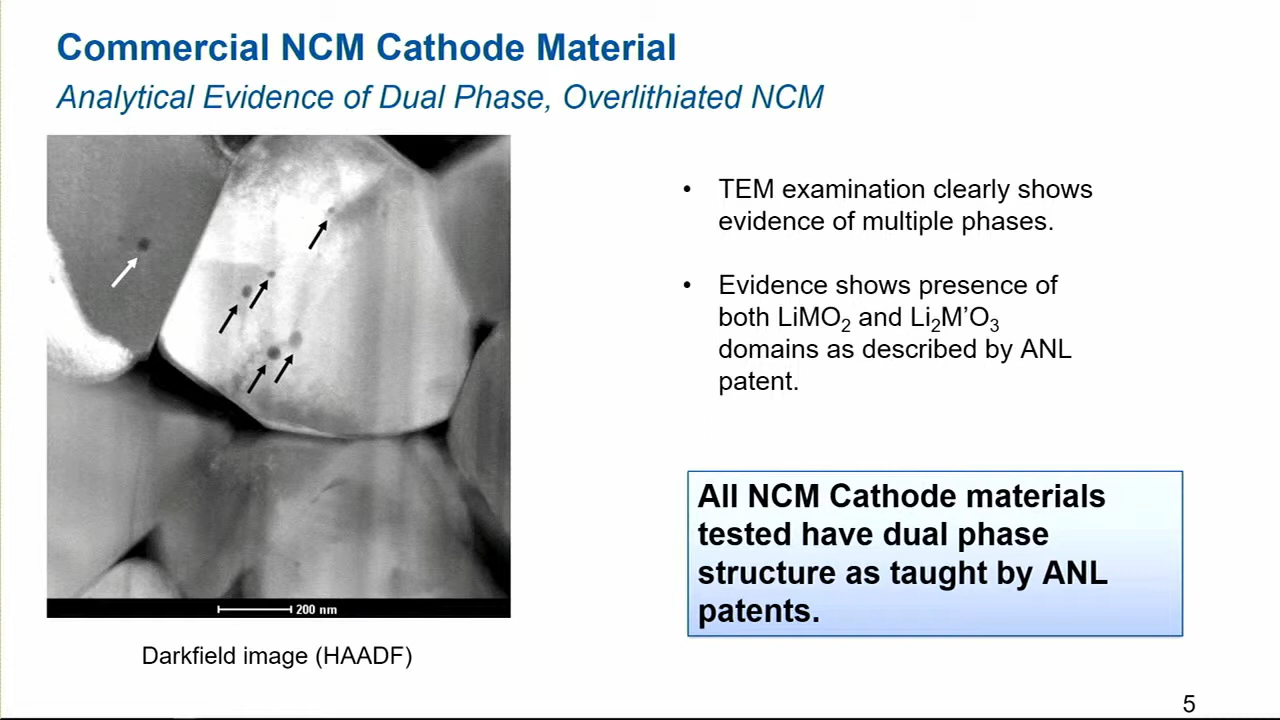 Commercial NCM Cathode Material
Analytical Evidence of Dual Phase, Overlithiated NCM
• TEM examination clearly shows
evidence of multiple phases.
• Evidence shows presence of
both LiMO₂ and Li₂M’O₃
domains as described by ANL
patent.
All NCM Cathode materials
tested have dual phase
structure as taught by ANL
patents.
200 nm
Darkfield image (HAADF)
5